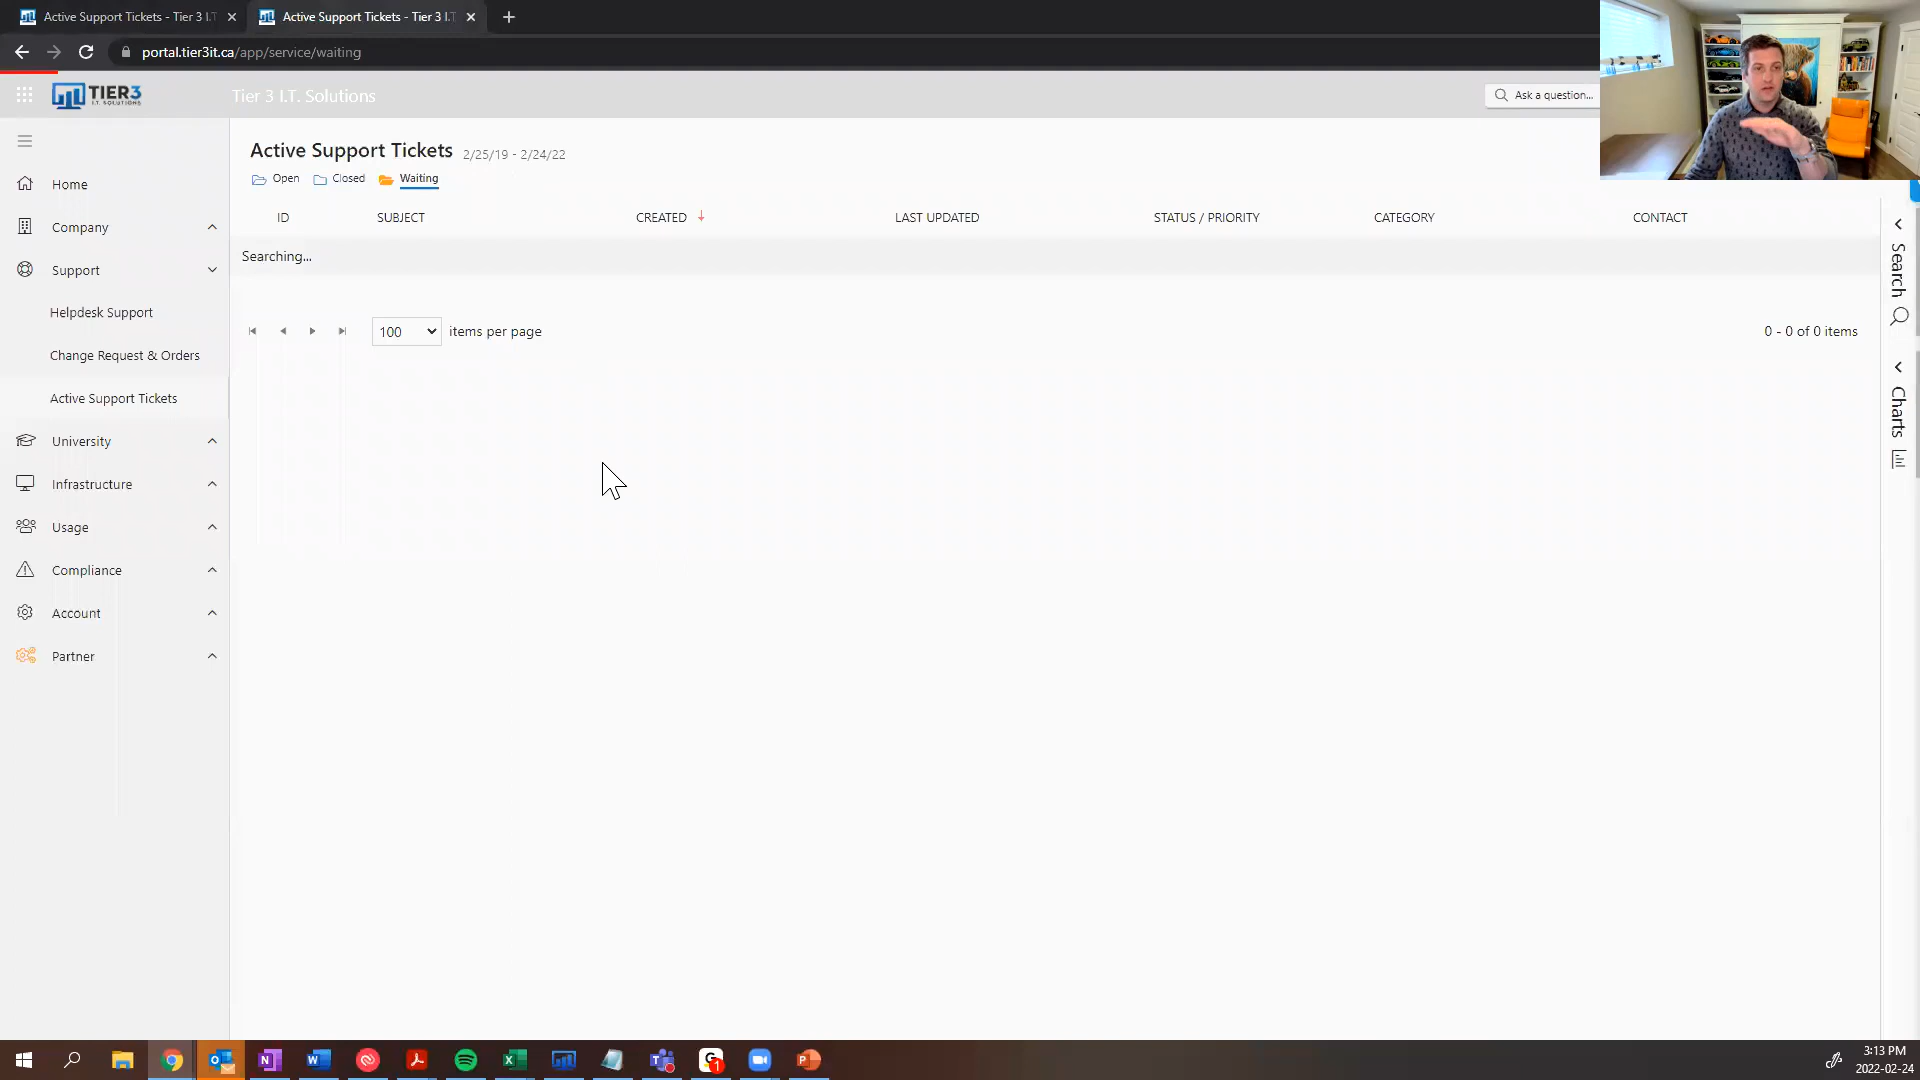 Active Support Tickets - Tier 3 I.T
Active Support Tickets - Tier 3 I.T
portal.tier3it.ca/app/service/waiting
TIER3
I.T. SOLUTIONS
Tier 3 I.T. Solutions
Ask a question...
Active Support Tickets 2/25/19 - 2/24/22
Open Closed Waiting
ID SUBJECT CREATED LAST UPDATED STATUS / PRIORITY CATEGORY CONTACT
Searching...
100 items per page 0 - 0 of 0 items
Home
Company
Support
Helpdesk Support
Change Request & Orders
Active Support Tickets
University
Infrastructure
Usage
Compliance
Account
Partner
Search
Charts
3:13 PM
2022-02-24